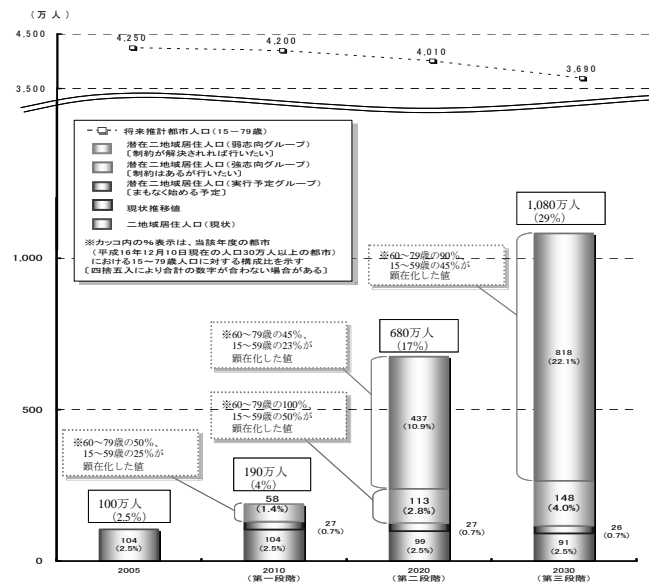 (万人)
4,500
4,250
4,200
4,010
3,690
3,500
将来推計都市人口(15－79歳)
潜在二地域居住人口(弱志向グループ)
〔制約が解決されれば行いたい〕
潜在二地域居住人口(強志向グループ)
〔制約はあるが行いたい〕
潜在二地域居住人口(実行予定グループ)
〔まもなく始める予定〕
現状推移値
二地域居住人口(現状)
※カッコ内の%表示は、当該年度の都市
(平成16年12月10日現在の人口30万人以上の都市)
における15～79歳人口に対する構成比を示す
〔四捨五入により合計の数字が合わない場合がある〕
1,080万人
(29%)
1,000
※60～79歳の90%、
15～59歳の45%が
顕在化した値
680万人
(17%)
※60～79歳の45%、
15～59歳の23%が
顕在化した値
818
(22.1%)
500
※60～79歳の100%、
15～59歳の50%が
顕在化した値
437
(10.9%)
※60～79歳の50%、
15～59歳の25%が
顕在化した値
190万人
(4%)
100万人
(2.5%)
58
(1.4%)
113
(2.8%)
148
(4.0%)
27
(0.7%)
27
(0.7%)
26
(0.7%)
104
(2.5%)
104
(2.5%)
99
(2.5%)
91
(2.5%)
0
2005
2010
(第一段階)
2020
(第二段階)
2030
(第三段階)